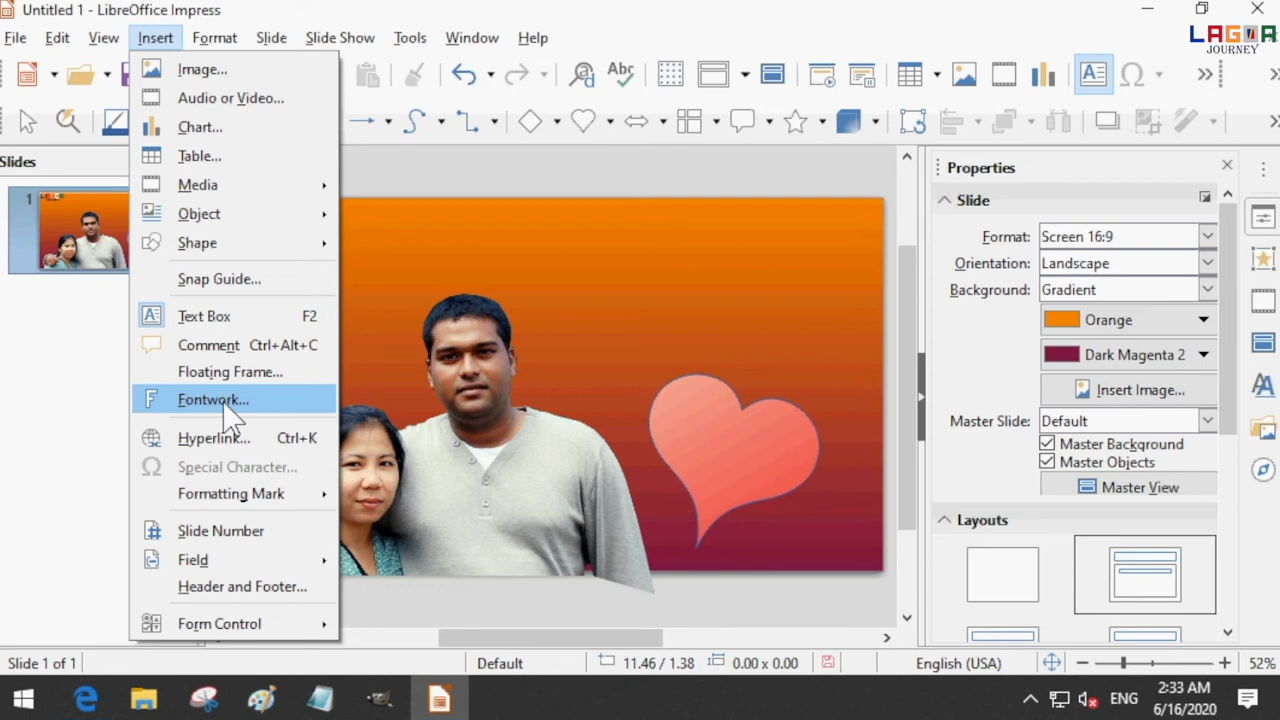 Untitled 1 - LibreOffice Impress
File Edit View Insert Format Slide Slide Show Tools Window Help
LAGOA
JOURNEY
Image...
Audio or Video...
Chart...
Table...
Media
Object
Shape
Snap Guide...
Text Box F2
Comment Ctrl+Alt+C
Floating Frame...
Fontwork...
Hyperlink... Ctrl+K
Special Character...
Formatting Mark
Slide Number
Field
Header and Footer...
Form Control
Slides
1
Properties
Slide
Format: Screen 16:9
Orientation: Landscape
Background: Gradient
Orange
Dark Magenta 2
Insert Image...
Master Slide: Default
Master Background
Master Objects
Master View
Layouts
Slide 1 of 1 Default 11.46 / 1.38 0.00 x 0.00 English (USA) 52%
ENG
2:33 AM
6/16/2020